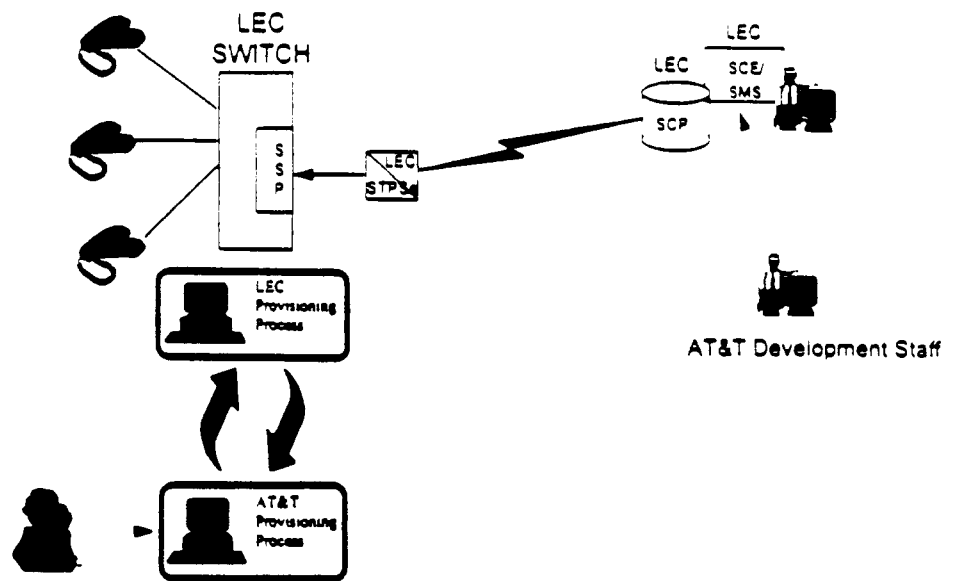 LEC
SWITCH
S
S
P
LEC
STPS
LEC
SCP
LEC
SCE/
SMS
LEC
Provisioning
Process
AT&T Development Staff
AT&T
Provisioning
Process